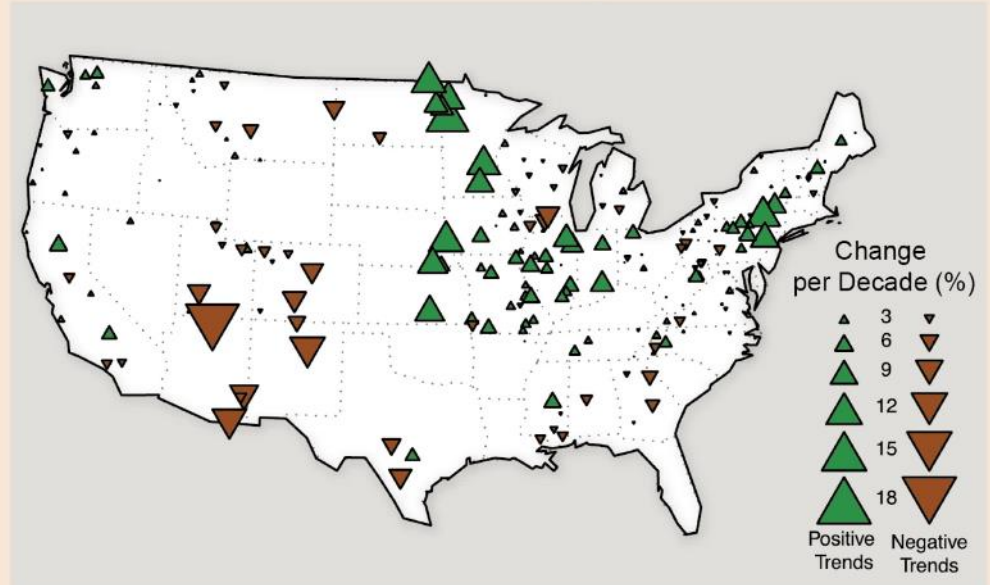 Change
per Decade (%)
3
6
9
12
15
18
Positive Negative
Trends Trends